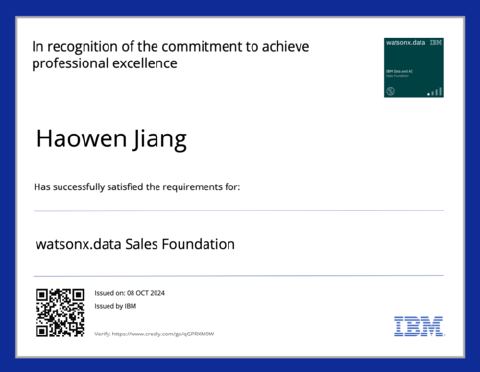 In recognition of the commitment to achieve
professional excellence
watsonx.data IBM
IBM Data and AI
Sales Foundation
Haowen Jiang
Has successfully satisfied the requirements for:
watsonx.data Sales Foundation
Issued on: 08 OCT 2024
Issued by IBM
Verify: https://www.credly.com/go/
IBM